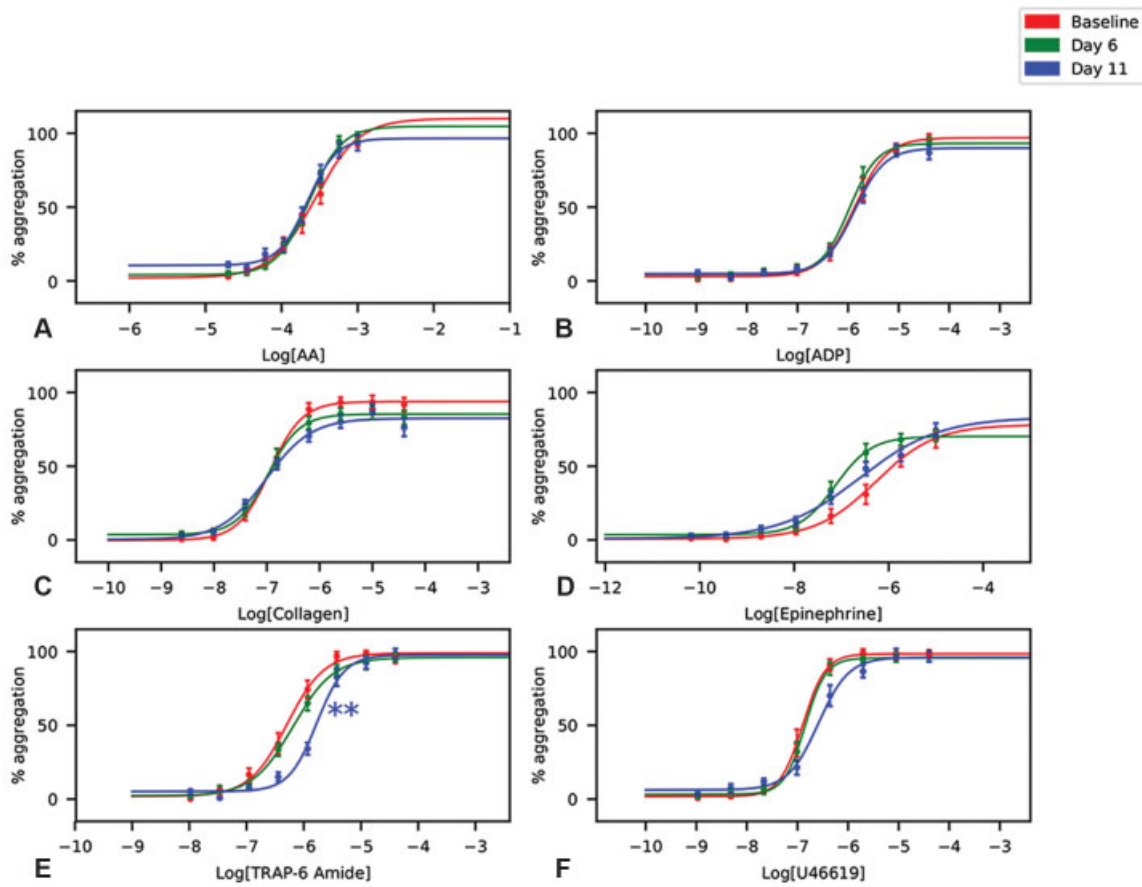 Baseline
Day 6
Day 11
% aggregation
100
50
0
−6 −5 −4 −3 −2 −1
A
Log[AA]
% aggregation
100
50
0
−10 −9 −8 −7 −6 −5 −4 −3
B
Log[ADP]
% aggregation
100
50
0
−10 −9 −8 −7 −6 −5 −4 −3
C
Log[Collagen]
% aggregation
100
50
0
−12 −10 −8 −6 −4
D
Log[Epinephrine]
% aggregation
100
50
0
**
−10 −9 −8 −7 −6 −5 −4 −3
E
Log[TRAP-6 Amide]
% aggregation
100
50
0
−10 −9 −8 −7 −6 −5 −4 −3
F
Log[U46619]